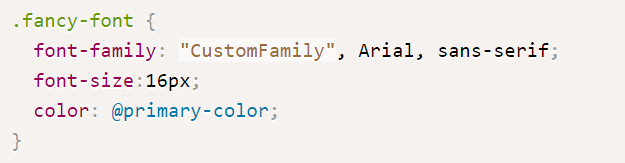 .fancy-font {
  font-family: "CustomFamily", Arial, sans-serif;
  font-size:16px;
  color: @primary-color;
}